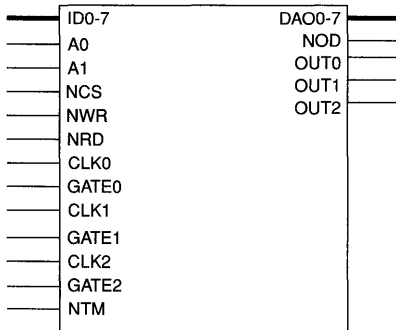 ID0-7 DAO0-7
A0 NOD
A1 OUT0
NCS OUT1
NWR OUT2
NRD
CLK0
GATE0
CLK1
GATE1
CLK2
GATE2
NTM